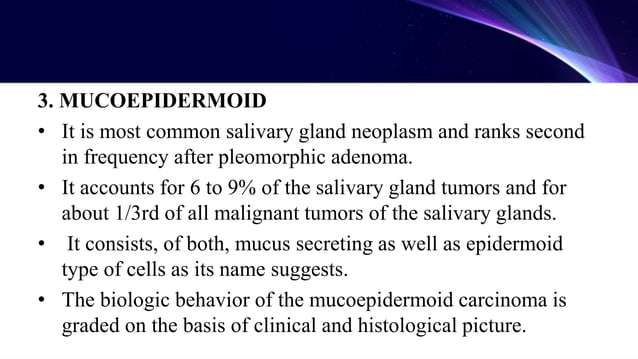 3. MUCOEPIDERMOID
• It is most common salivary gland neoplasm and ranks second
in frequency after pleomorphic adenoma.
• It accounts for 6 to 9% of the salivary gland tumors and for
about 1/3rd of all malignant tumors of the salivary glands.
• It consists, of both, mucus secreting as well as epidermoid
type of cells as its name suggests.
• The biologic behavior of the mucoepidermoid carcinoma is
graded on the basis of clinical and histological picture.